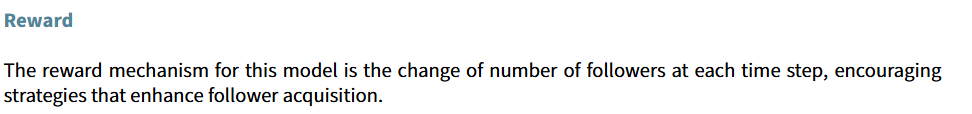 Reward
The reward mechanism for this model is the change of number of followers at each time step, encouraging
strategies that enhance follower acquisition.